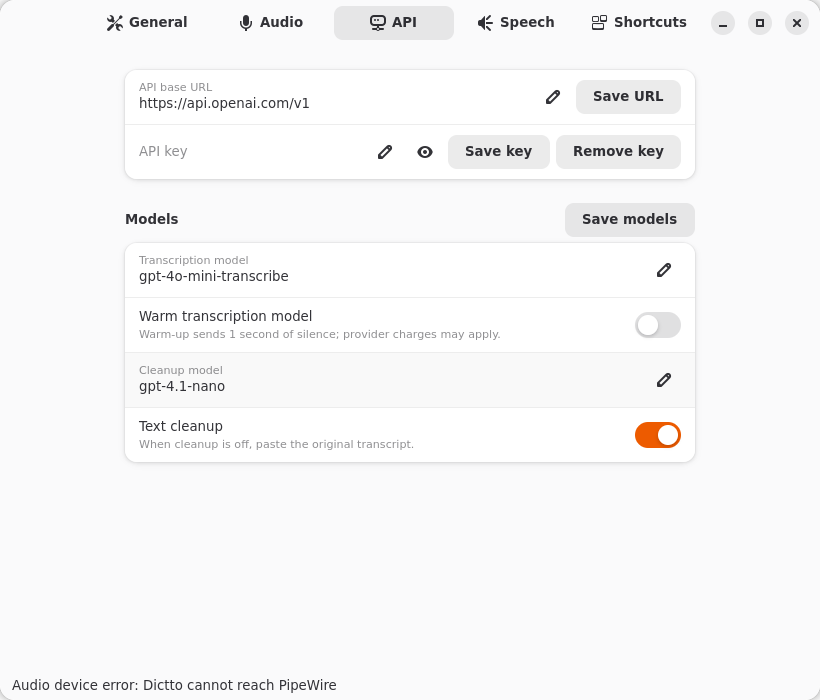 General
Audio
API
Speech
Shortcuts
API base URL
https://api.openai.com/v1
Save URL
API key
Save key
Remove key
Models
Save models
Transcription model
gpt-4o-mini-transcribe
Warm transcription model
Warm-up sends 1 second of silence; provider charges may apply.
Cleanup model
gpt-4.1-nano
Text cleanup
When cleanup is off, paste the original transcript.
Audio device error: Dictto cannot reach PipeWire